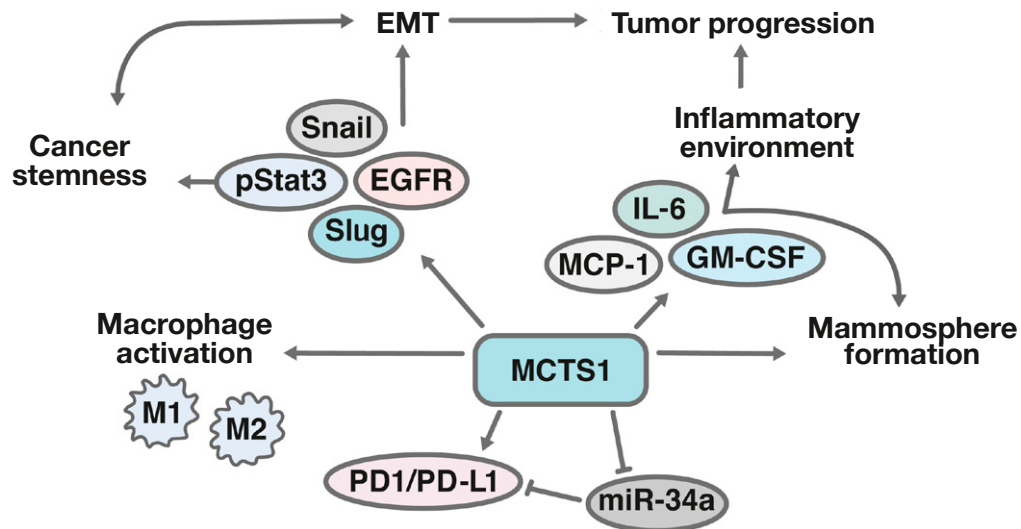 EMT
Tumor progression
Snail
Cancer
stemness
pStat3
EGFR
Slug
Inflammatory
environment
IL-6
MCP-1
GM-CSF
Macrophage
activation
M1
M2
MCTS1
Mammosphere
formation
PD1/PD-L1
miR-34a